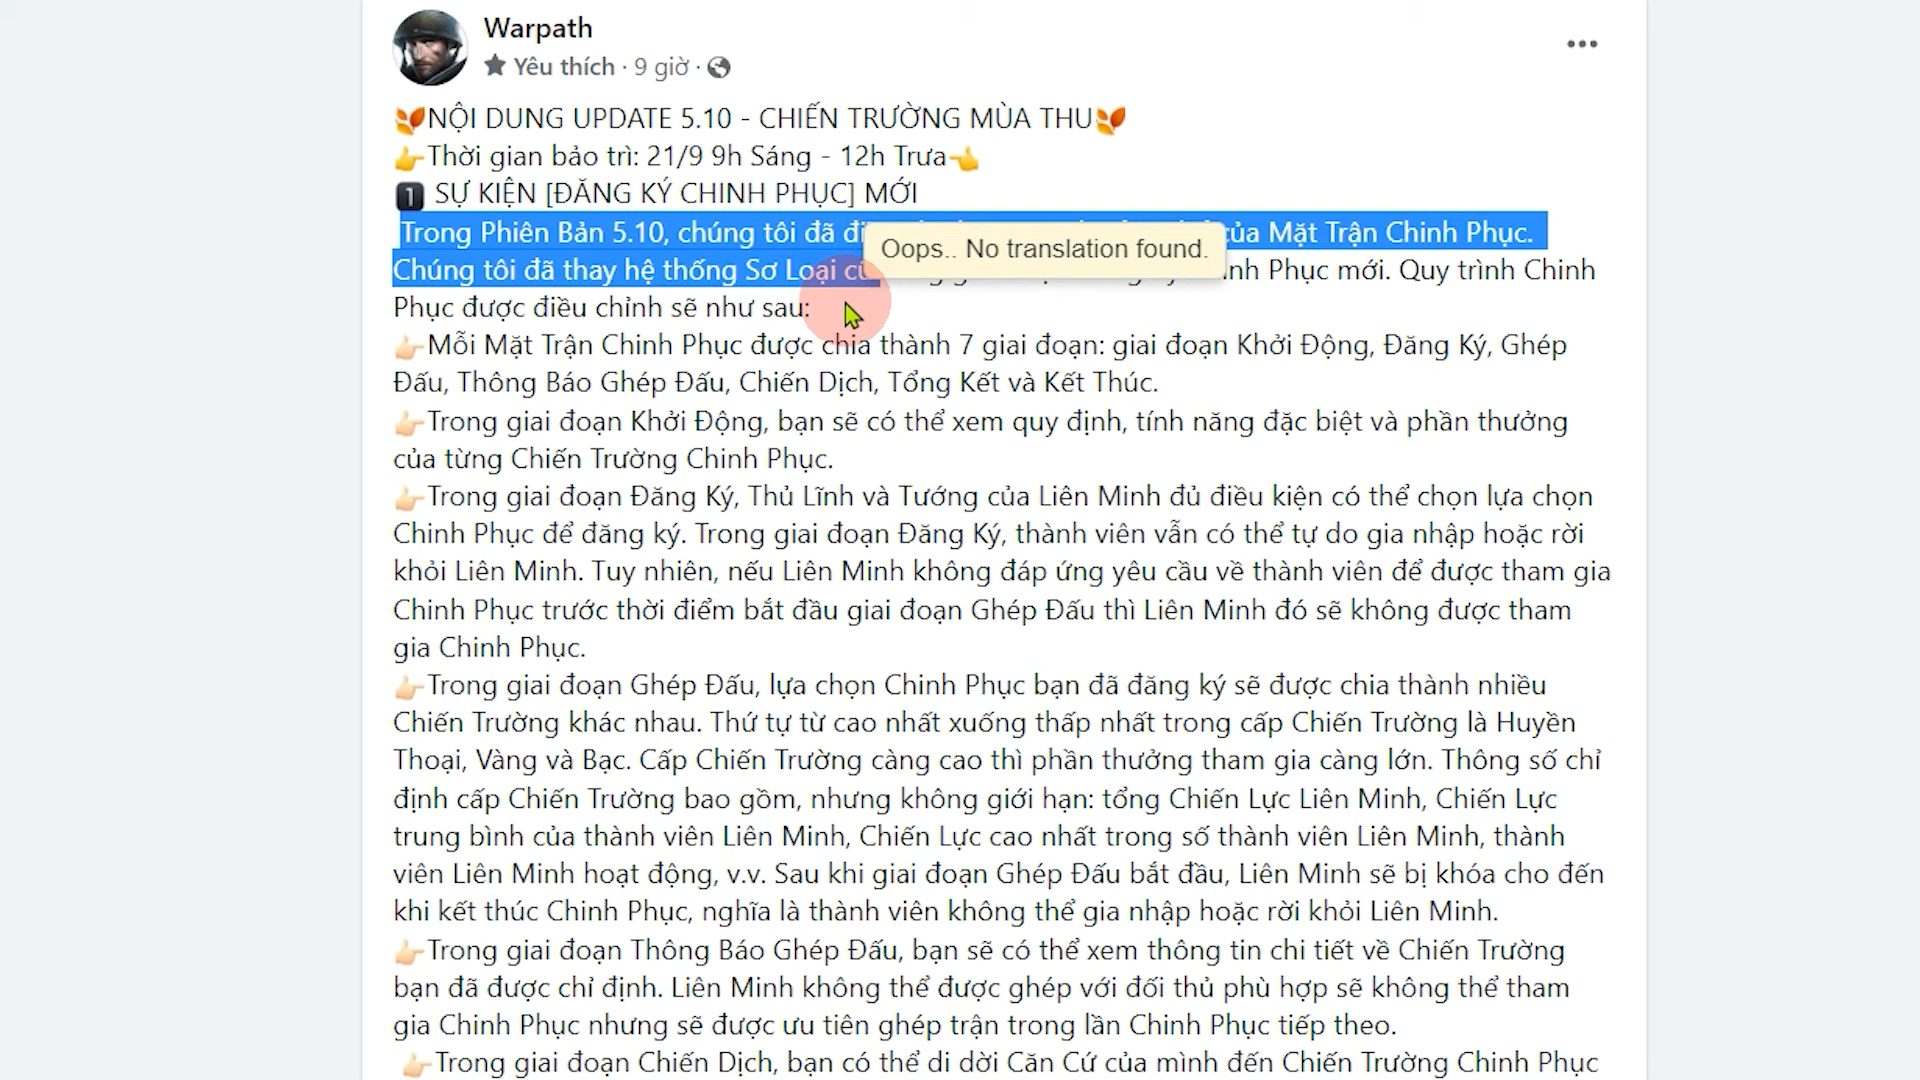 Warpath
Yêu thích · 9 giờ ·
NỘI DUNG UPDATE 5.10 - CHIẾN TRƯỜNG MÙA THU
Thời gian bảo trì: 21/9 9h Sáng - 12h Trưa
1 SỰ KIỆN [ĐĂNG KÝ CHINH PHỤC] MỚI
Trong Phiên Bản 5.10, chúng tôi đã của Mặt Trận Chinh Phục.
Oops.. No translation found.
Chúng tôi đã thay hệ thống Sơ Loại Phục mới. Quy trình Chinh
Phục được điều chỉnh sẽ như sau:
Mỗi Mặt Trận Chinh Phục được chia thành 7 giai đoạn: giai đoạn Khởi Động, Đăng Ký, Ghép
Đấu, Thông Báo Ghép Đấu, Chiến Dịch, Tổng Kết và Kết Thúc.
Trong giai đoạn Khởi Động, bạn sẽ có thể xem quy định, tính năng đặc biệt và phần thưởng
của từng Chiến Trường Chinh Phục.
Trong giai đoạn Đăng Ký, Thủ Lĩnh và Tướng của Liên Minh đủ điều kiện có thể chọn lựa chọn
Chinh Phục để đăng ký. Trong giai đoạn Đăng Ký, thành viên vẫn có thể tự do gia nhập hoặc rời
khỏi Liên Minh. Tuy nhiên, nếu Liên Minh không đáp ứng yêu cầu về thành viên để được tham gia
Chinh Phục trước thời điểm bắt đầu giai đoạn Ghép Đấu thì Liên Minh đó sẽ không được tham
gia Chinh Phục.
Trong giai đoạn Ghép Đấu, lựa chọn Chinh Phục bạn đã đăng ký sẽ được chia thành nhiều
Chiến Trường khác nhau. Thứ tự từ cao nhất xuống thấp nhất trong cấp Chiến Trường là Huyền
Thoại, Vàng và Bạc. Cấp Chiến Trường càng cao thì phần thưởng tham gia càng lớn. Thông số chỉ
định cấp Chiến Trường bao gồm, nhưng không giới hạn: tổng Chiến Lực Liên Minh, Chiến Lực
trung bình của thành viên Liên Minh, Chiến Lực cao nhất trong số thành viên Liên Minh, thành
viên Liên Minh hoạt động, v.v. Sau khi giai đoạn Ghép Đấu bắt đầu, Liên Minh sẽ bị khóa cho đến
khi kết thúc Chinh Phục, nghĩa là thành viên không thể gia nhập hoặc rời khỏi Liên Minh.
Trong giai đoạn Thông Báo Ghép Đấu, bạn sẽ có thể xem thông tin chi tiết về Chiến Trường
bạn đã được chỉ định. Liên Minh không thể được ghép với đối thủ phù hợp sẽ không thể tham
gia Chinh Phục nhưng sẽ được ưu tiên ghép trận trong lần Chinh Phục tiếp theo.
Trong giai đoạn Chiến Dịch, bạn có thể di dời Căn Cứ của mình đến Chiến Trường Chinh Phục